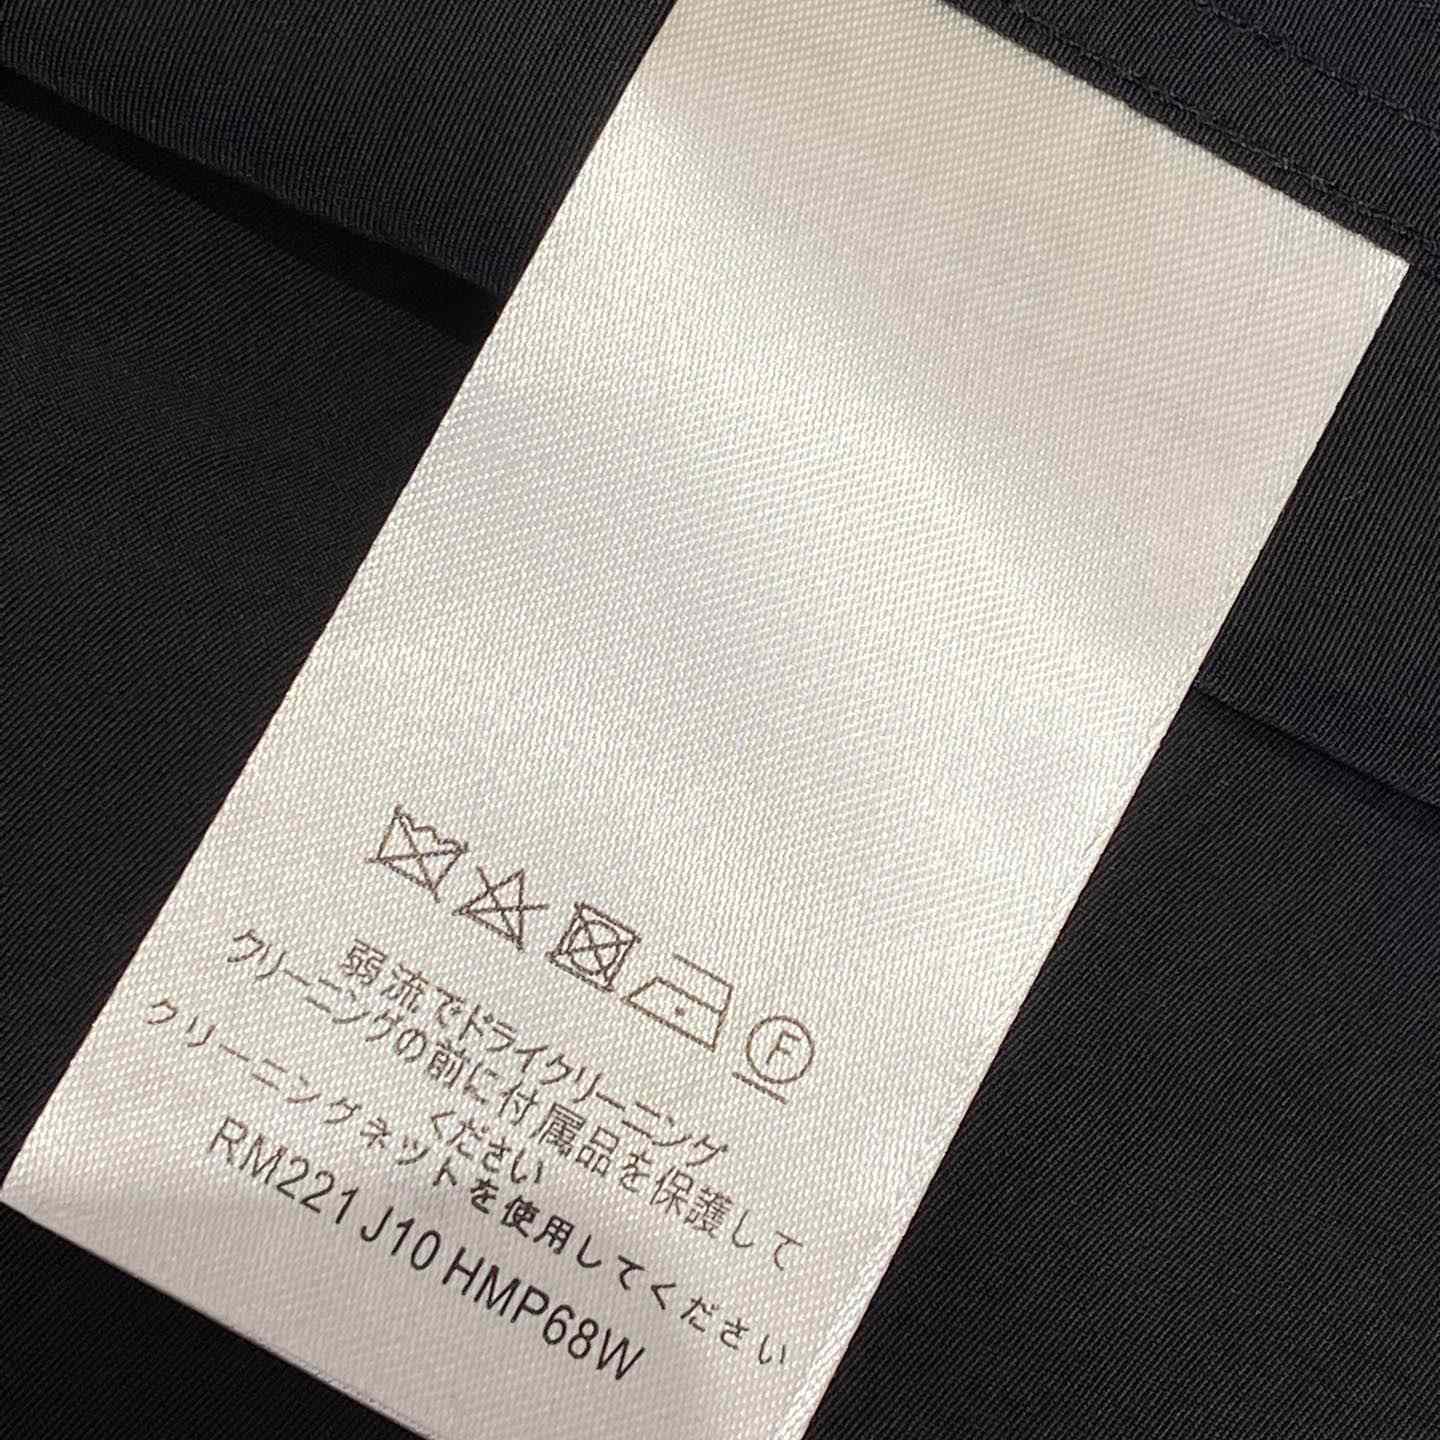 F
弱流でドライクリーニング
クリーニングの前に付属品を保護して
ください
クリーニングネットを使用してください
RM221 J10 HMP68W